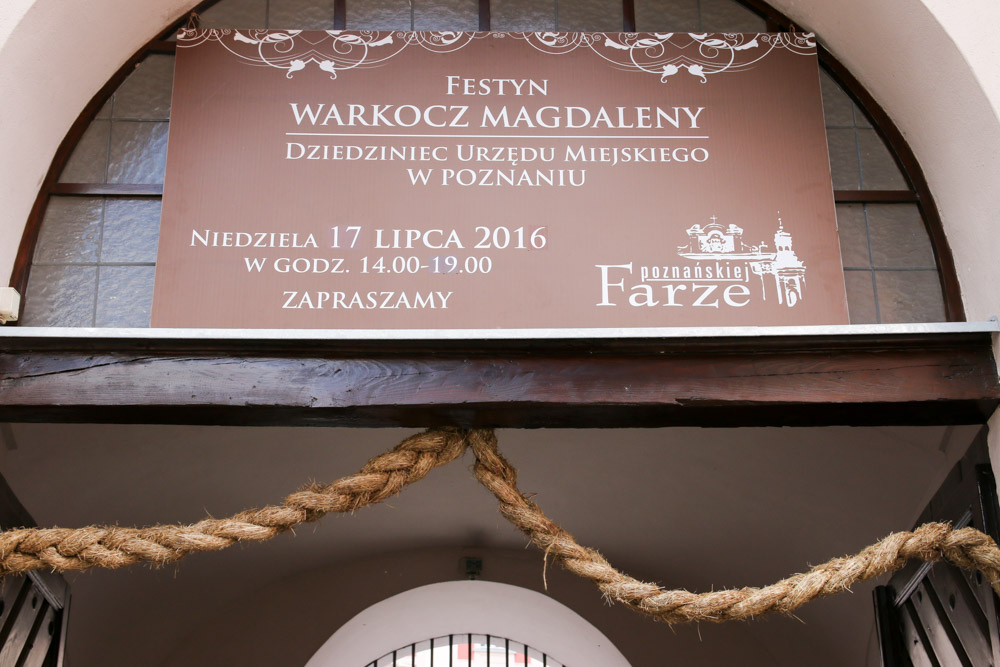 Festyn
WARKOCZ MAGDALENY
Dziedziniec Urzędu Miejskiego
w Poznaniu
Niedziela 17 lipca 2016
w godz. 14.00-19.00
zapraszamy
poznańskiej
Farze